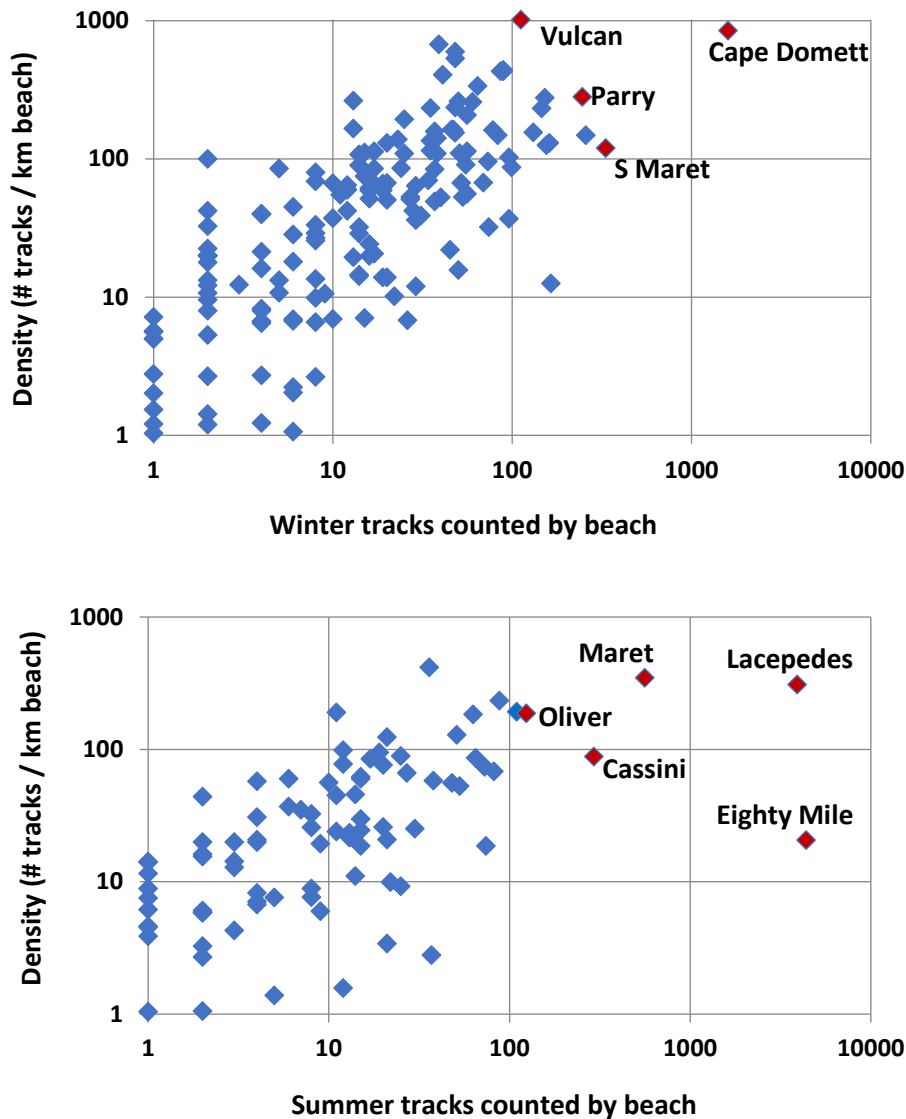 Density (# tracks / km beach)
1000
100
10
1
Vulcan
Cape Domett
Parry
S Maret
1 10 100 1000 10000
Winter tracks counted by beach
Density (# tracks / km beach)
1000
100
10
1
Maret
Lacepedes
Oliver
Cassini
Eighty Mile
1 10 100 1000 10000
Summer tracks counted by beach